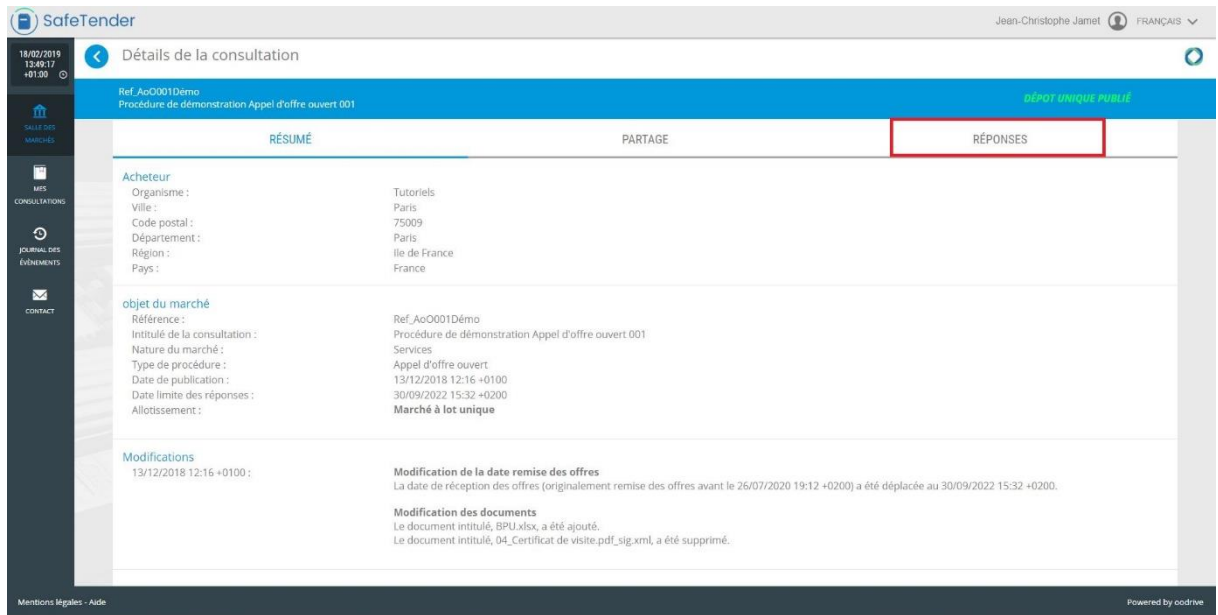 SafeTender
Jean-Christophe Jamet FRANÇAIS
18/02/2019
13:49:17
+01:00
Détails de la consultation
Ref_AoO001Démo
Procédure de démonstration Appel d'offre ouvert 001
DÉPOT UNIQUE PUBLIÉ
SALLE DES
MARCHÉS
MES
CONSULTATIONS
JOURNAL DES
ÉVÈNEMENTS
CONTACT
RÉSUMÉ PARTAGE RÉPONSES
Acheteur
Organisme : Tutoriels
Ville : Paris
Code postal : 75009
Département : Paris
Région : Ile de France
Pays : France
objet du marché
Référence : Ref_AoO001Démo
Intitulé de la consultation : Procédure de démonstration Appel d'offre ouvert 001
Nature du marché : Services
Type de procédure : Appel d'offre ouvert
Date de publication : 13/12/2018 12:16 +0100
Date limite des réponses : 30/09/2022 15:32 +0200
Allotissement : Marché à lot unique
Modifications
13/12/2018 12:16 +0100 : Modification de la date remise des offres
La date de réception des offres (originalement remise des offres avant le 26/07/2020 19:12 +0200) a été déplacée au 30/09/2022 15:32 +0200.
Modification des documents
Le document intitulé, BPU.xlsx, a été ajouté.
Le document intitulé, 04_Certificat de visite.pdf_sig.xml, a été supprimé.
Mentions légales - Aide Powered by oodrive